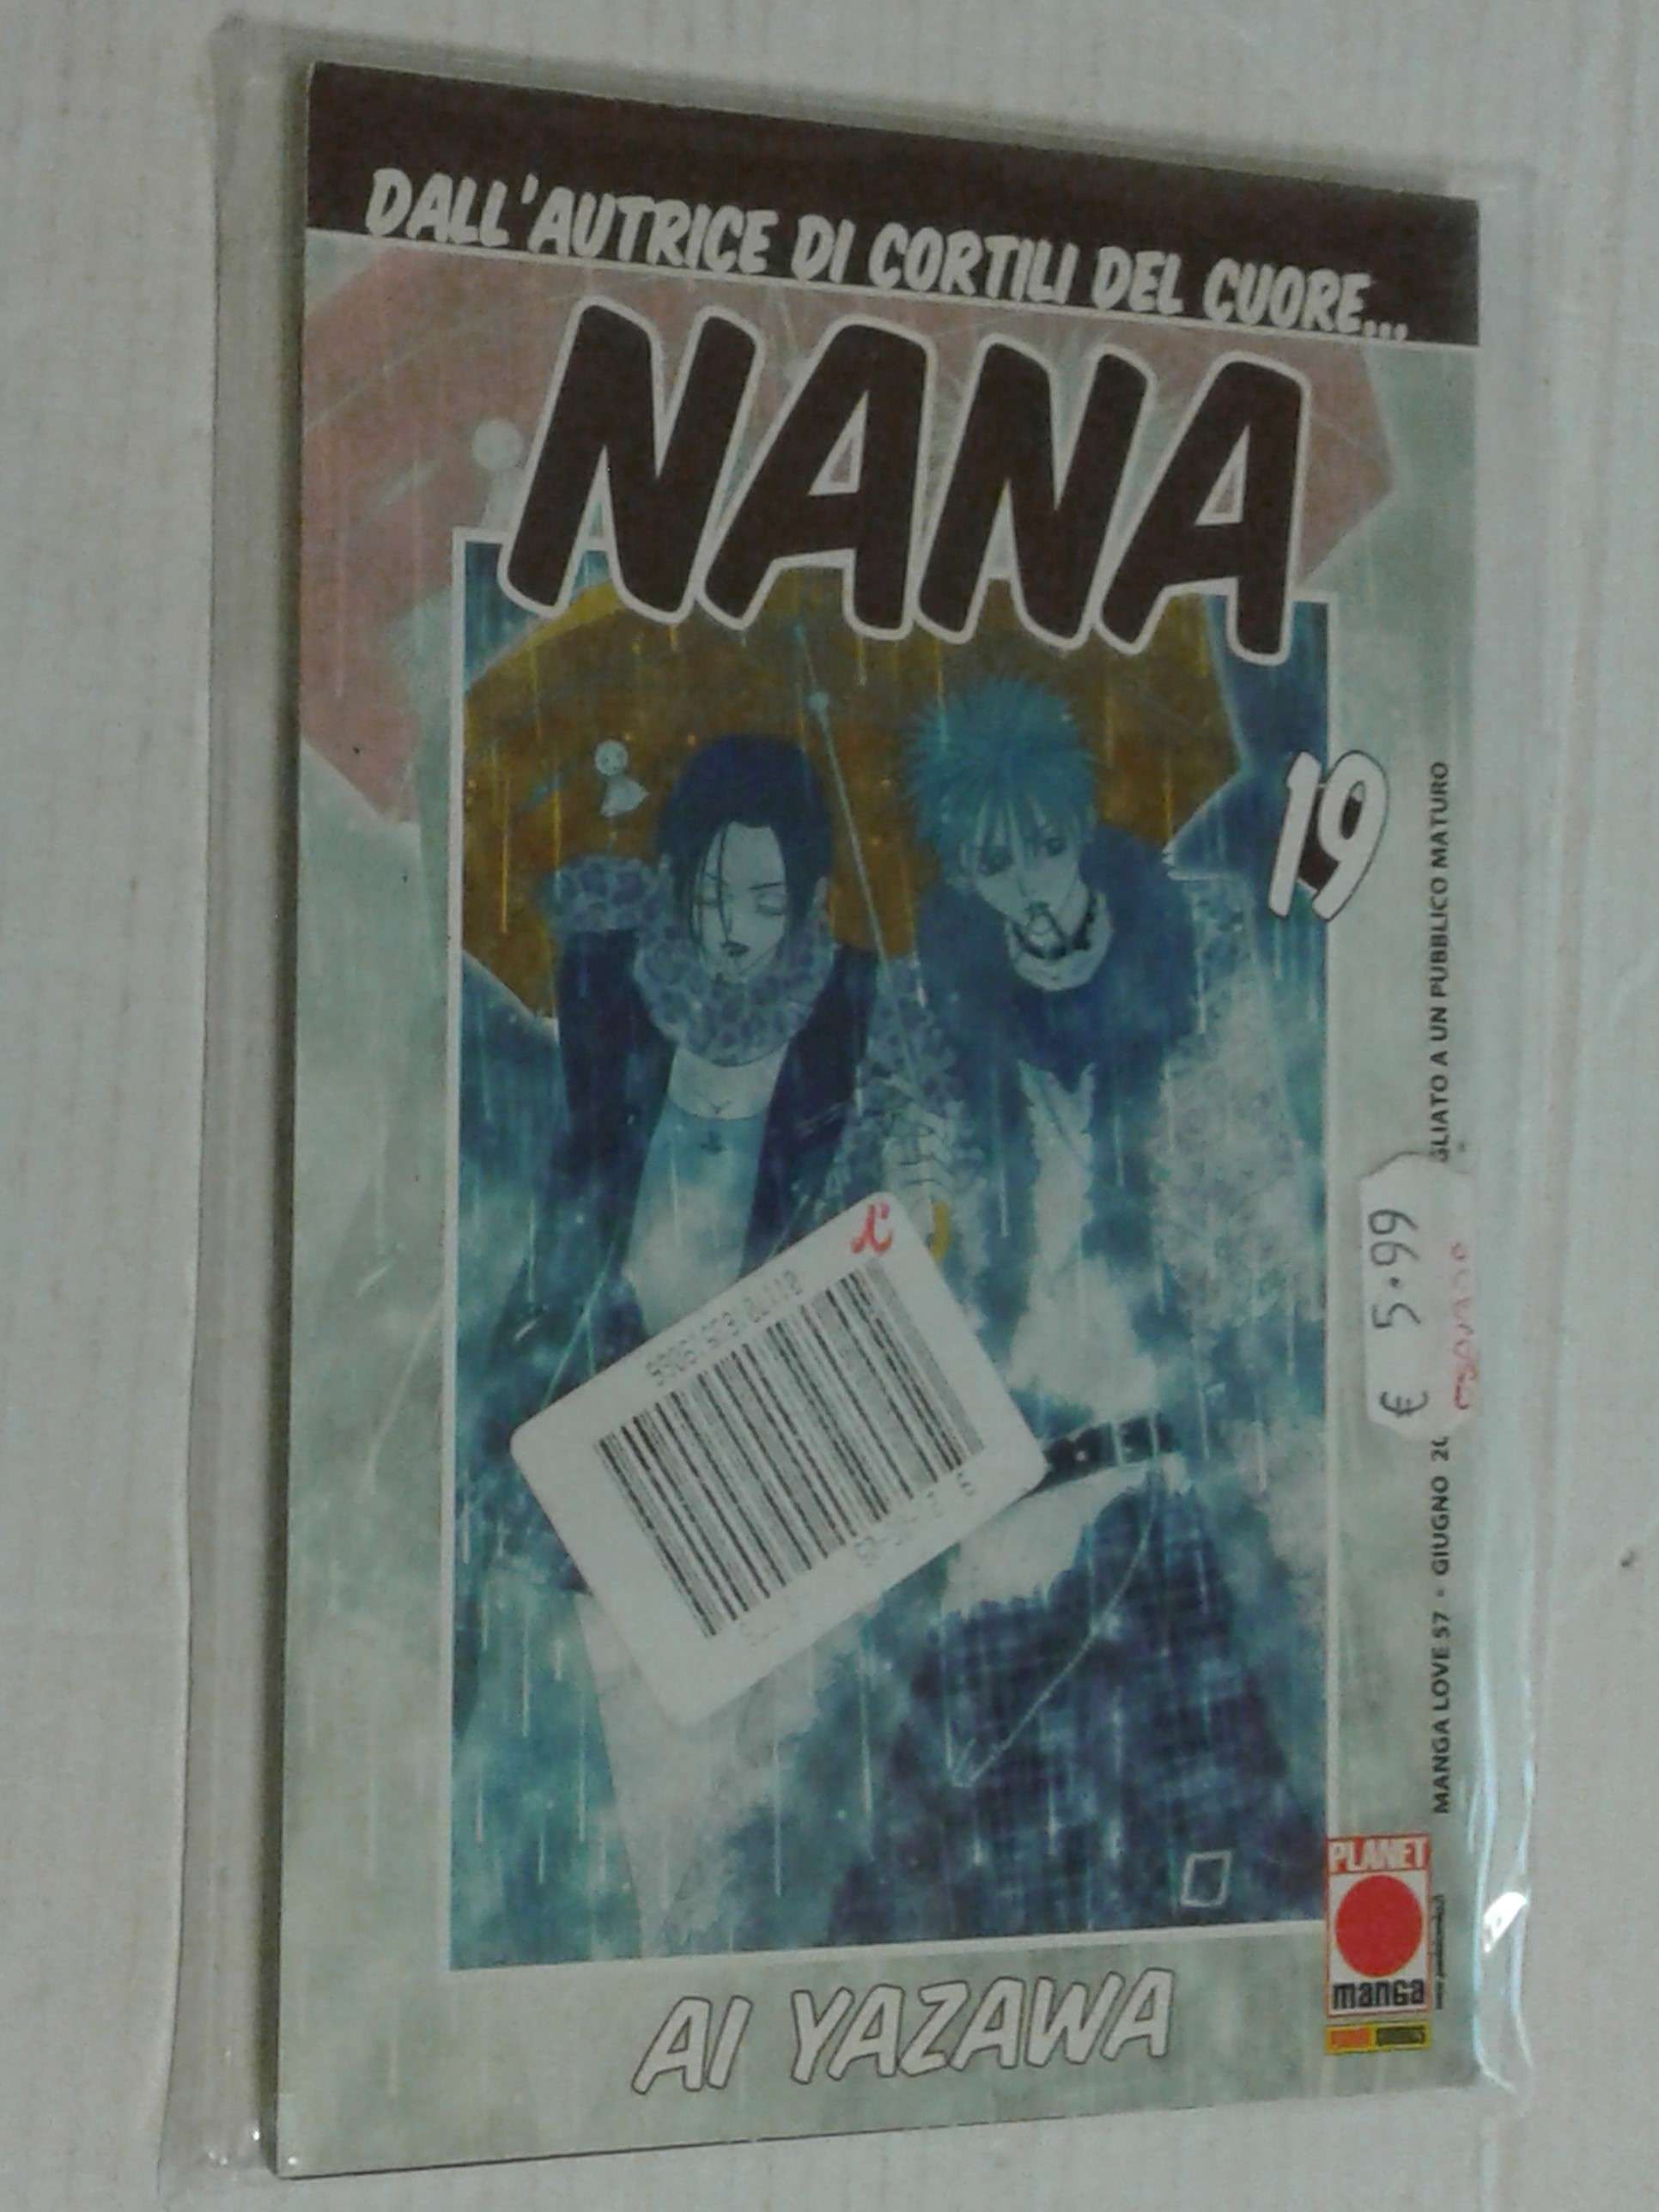 DALL'AUTRICE DI CORTILI DEL CUORE...
NANA
19
GLIATO A UN PUBBLICO MATURO
€ 5.99
MANGA LOVE 57 - GIUGNO 20
PLANET
manga
AI YAZAWA